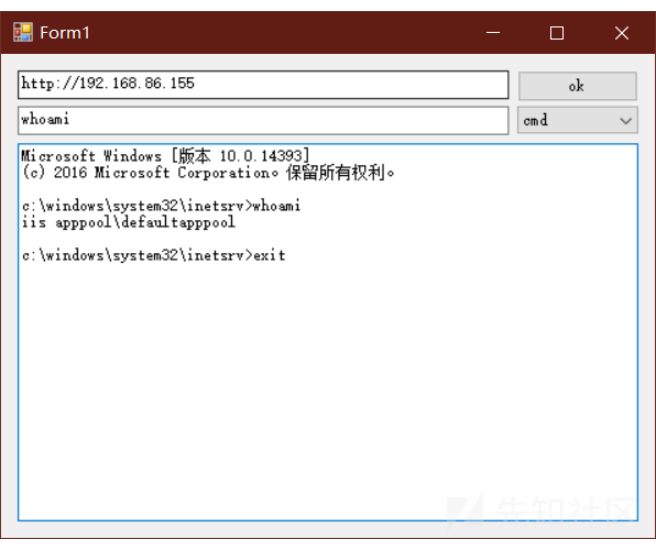 Form1
http://192.168.86.155
ok
whoami
cmd
Microsoft Windows [版本 10.0.14393]
(c) 2016 Microsoft Corporation。保留所有权利。
c:\windows\system32\inetsrv>whoami
iis apppool\defaultapppool
c:\windows\system32\inetsrv>exit
先知社区